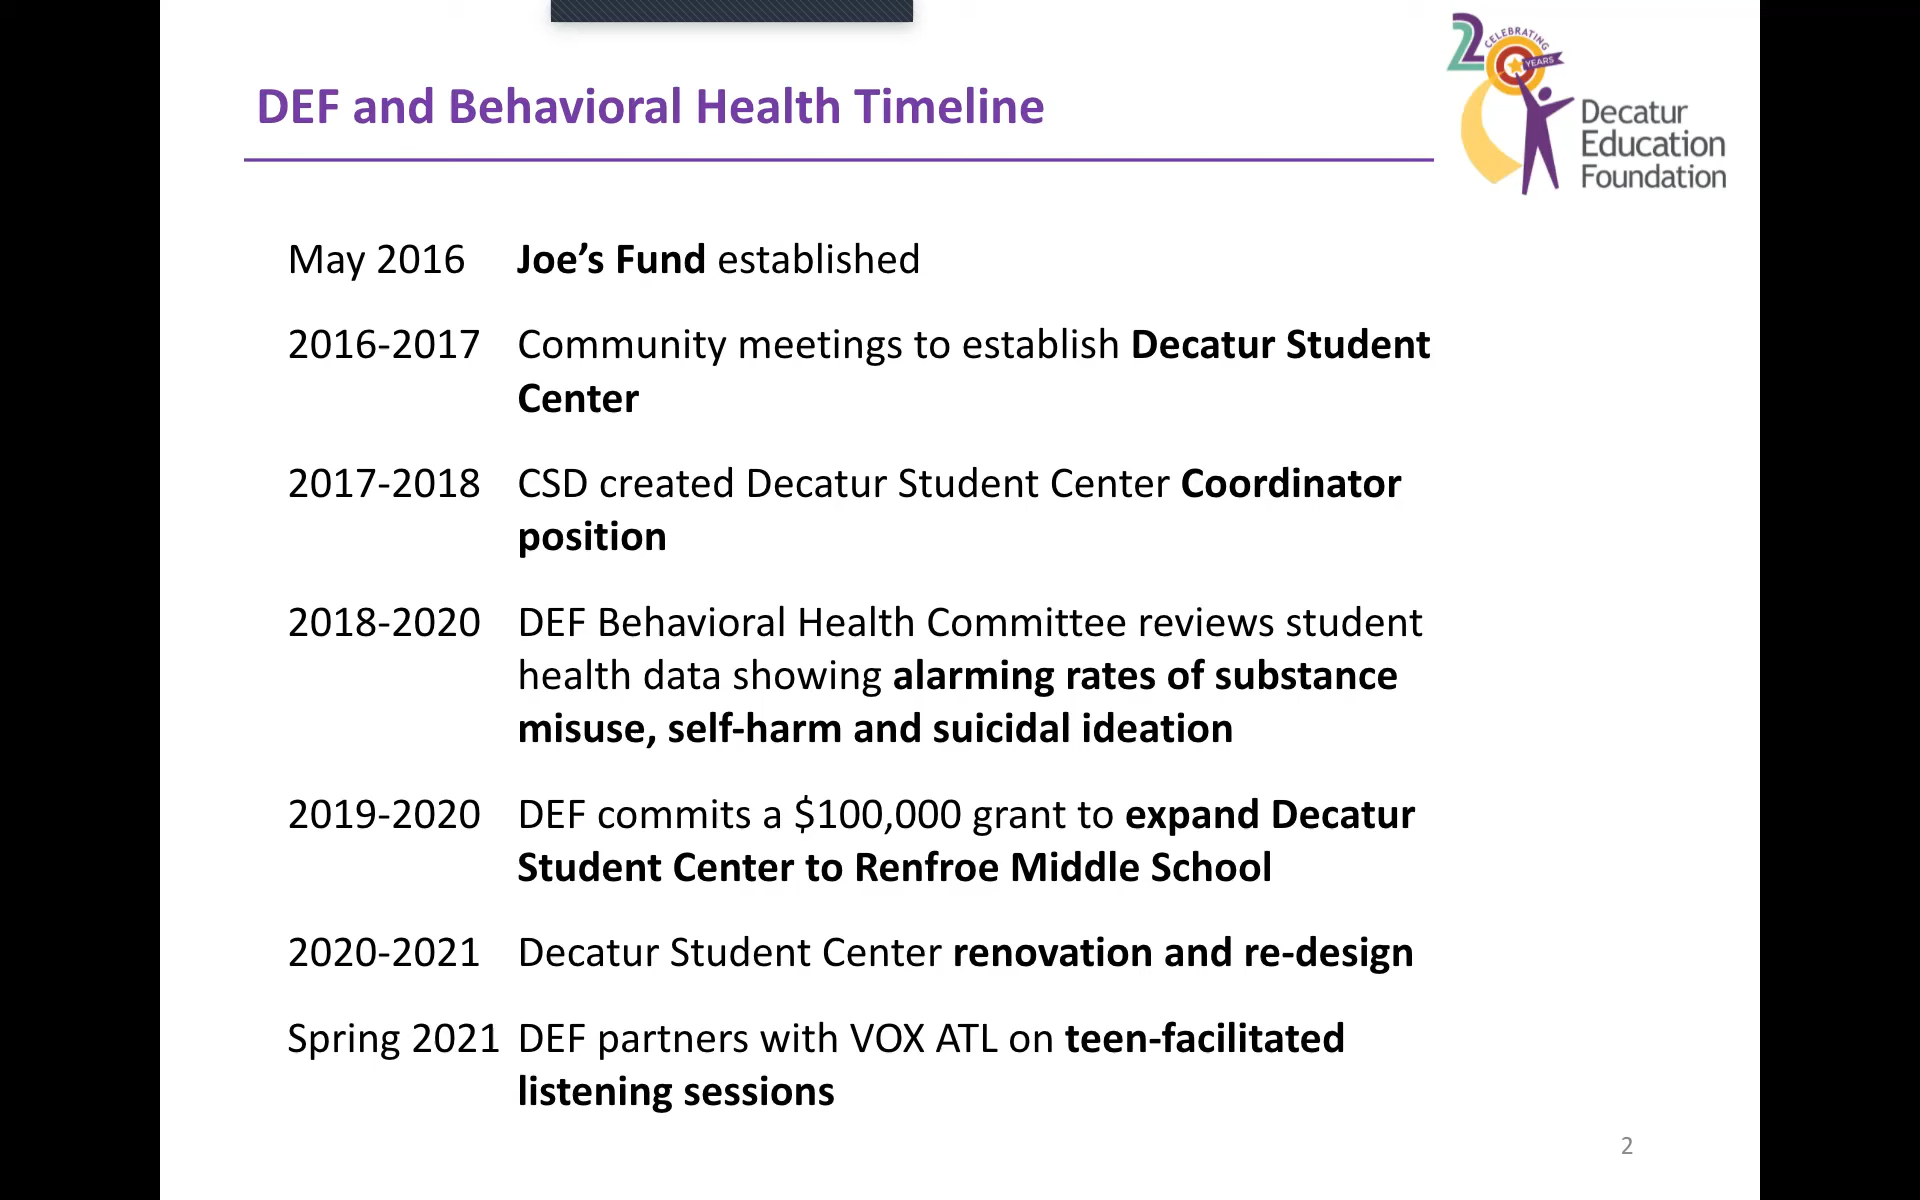 DEF and Behavioral Health Timeline
20
CELEBRATING
YEARS
Decatur
Education
Foundation
May 2016 Joe’s Fund established
2016-2017 Community meetings to establish Decatur Student
Center
2017-2018 CSD created Decatur Student Center Coordinator
position
2018-2020 DEF Behavioral Health Committee reviews student
health data showing alarming rates of substance
misuse, self-harm and suicidal ideation
2019-2020 DEF commits a $100,000 grant to expand Decatur
Student Center to Renfroe Middle School
2020-2021 Decatur Student Center renovation and re-design
Spring 2021 DEF partners with VOX ATL on teen-facilitated
listening sessions
2